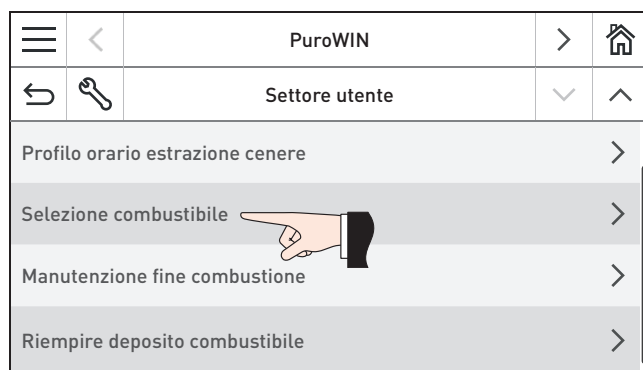 PuroWIN
Settore utente
Profilo orario estrazione cenere
Selezione combustibile
Manutenzione fine combustione
Riempire deposito combustibile